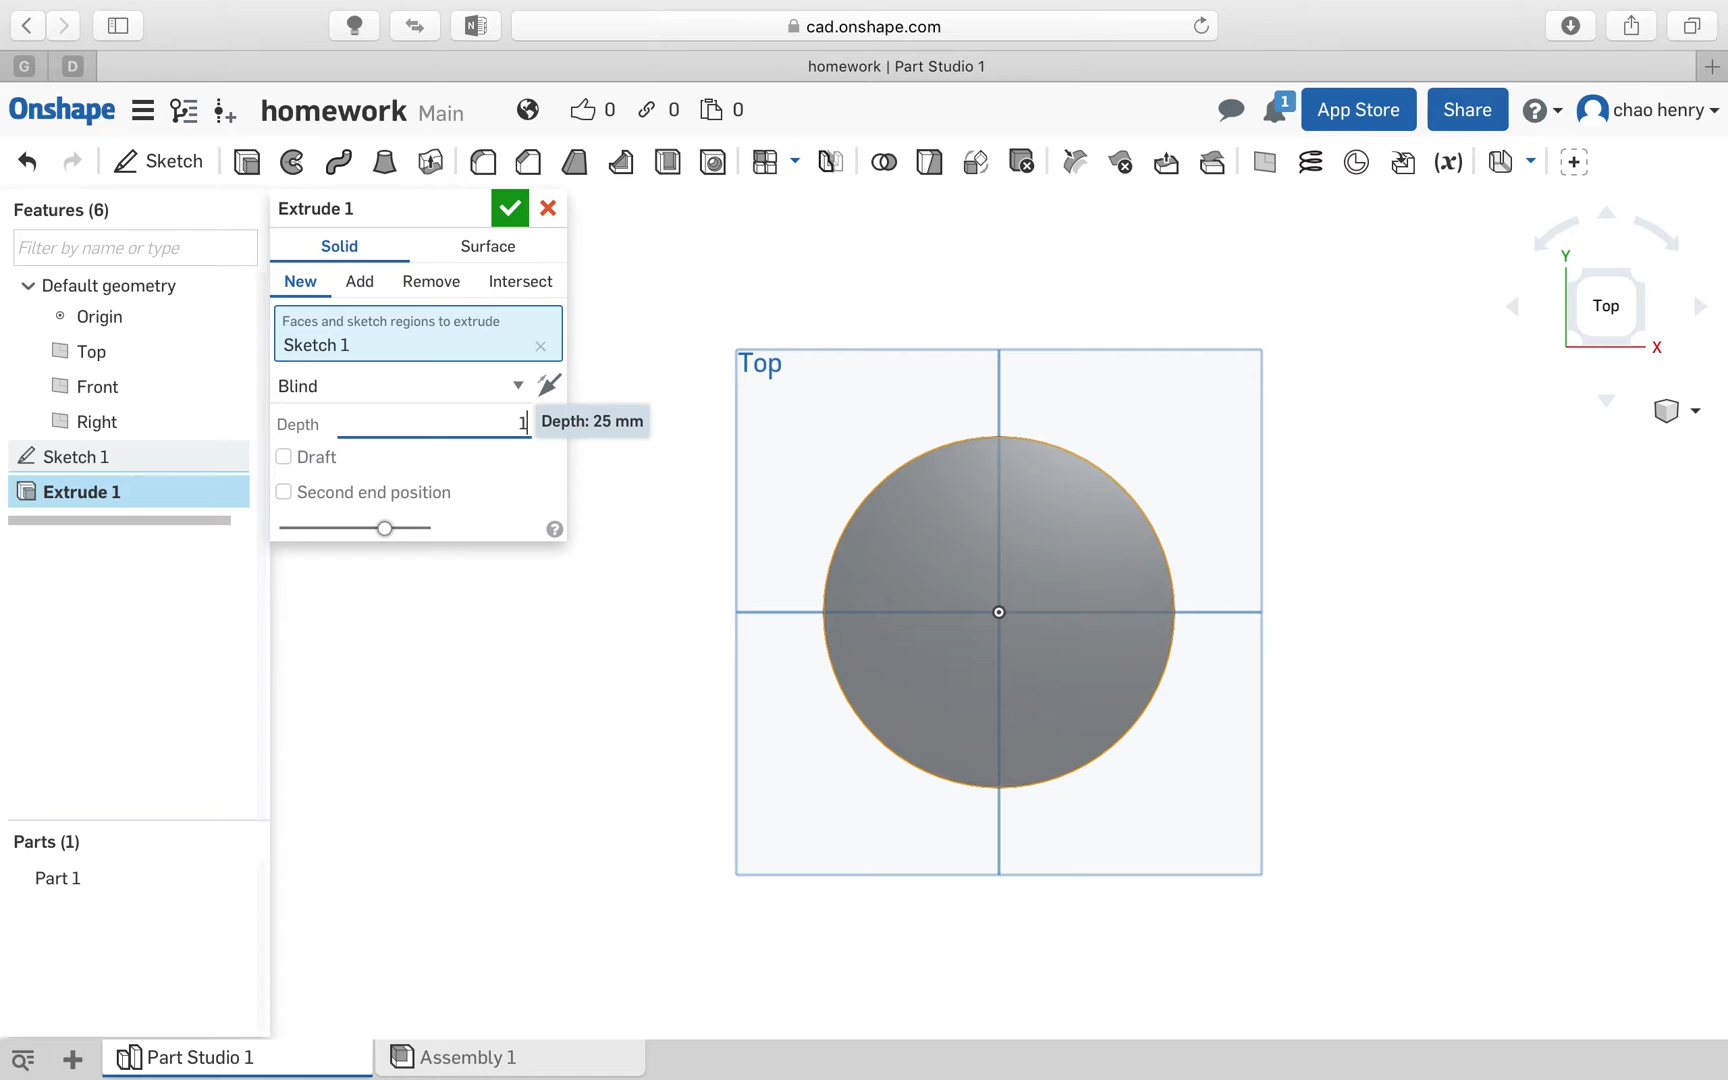 cad.onshape.com
G
D
homework | Part Studio 1
Onshape
homework Main
0
0
0
1
App Store
Share
chao henry
Sketch
(x)
Features (6)
Filter by name or type
Default geometry
Origin
Top
Front
Right
Sketch 1
Extrude 1
Extrude 1
Solid
Surface
New
Add
Remove
Intersect
Faces and sketch regions to extrude
Sketch 1
Blind
Depth
1
Depth: 25 mm
Draft
Second end position
Top
Y
Top
X
Parts (1)
Part 1
Part Studio 1
Assembly 1